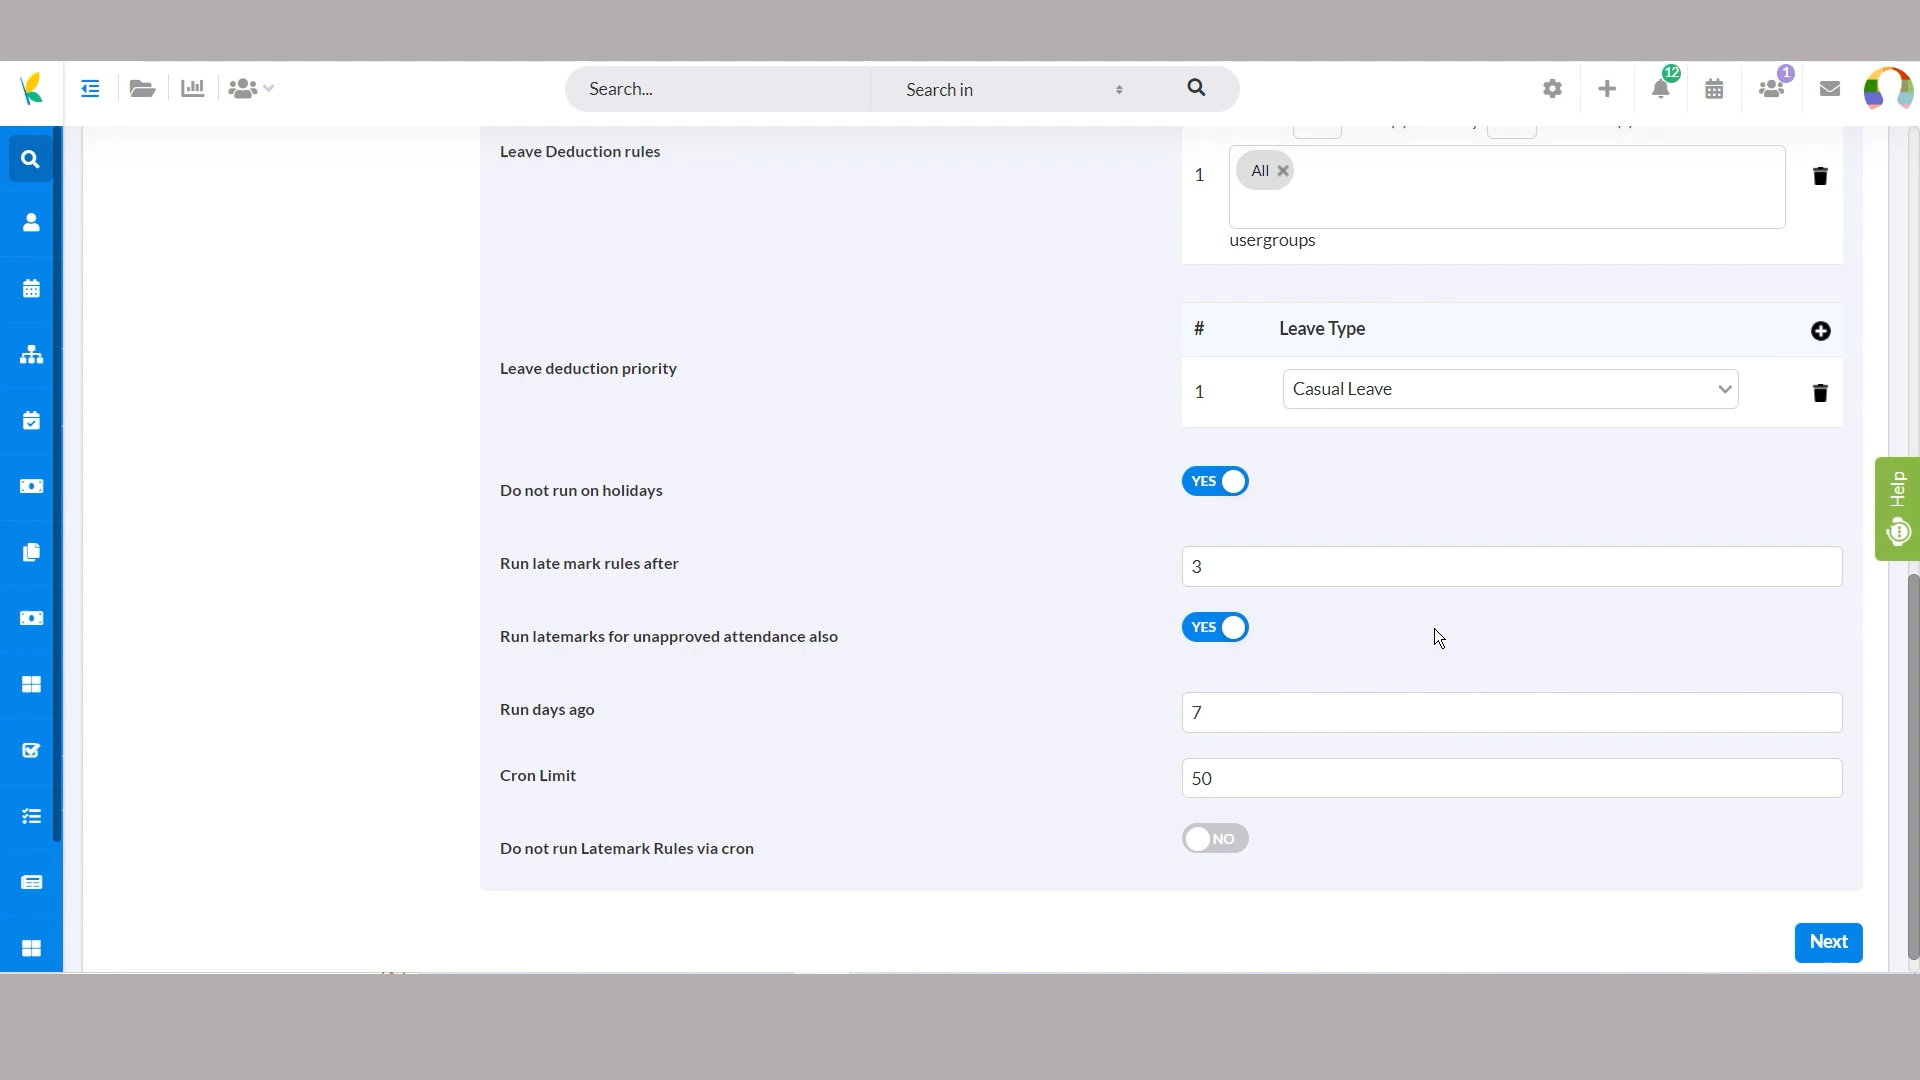 Search...
Search in
12
1
Leave Deduction rules
1
All
usergroups
# Leave Type
Leave deduction priority
1 Casual Leave
Do not run on holidays
YES
Run late mark rules after
3
Run latemarks for unapproved attendance also
YES
Run days ago
7
Cron Limit
50
Do not run Latemark Rules via cron
NO
Help
Next